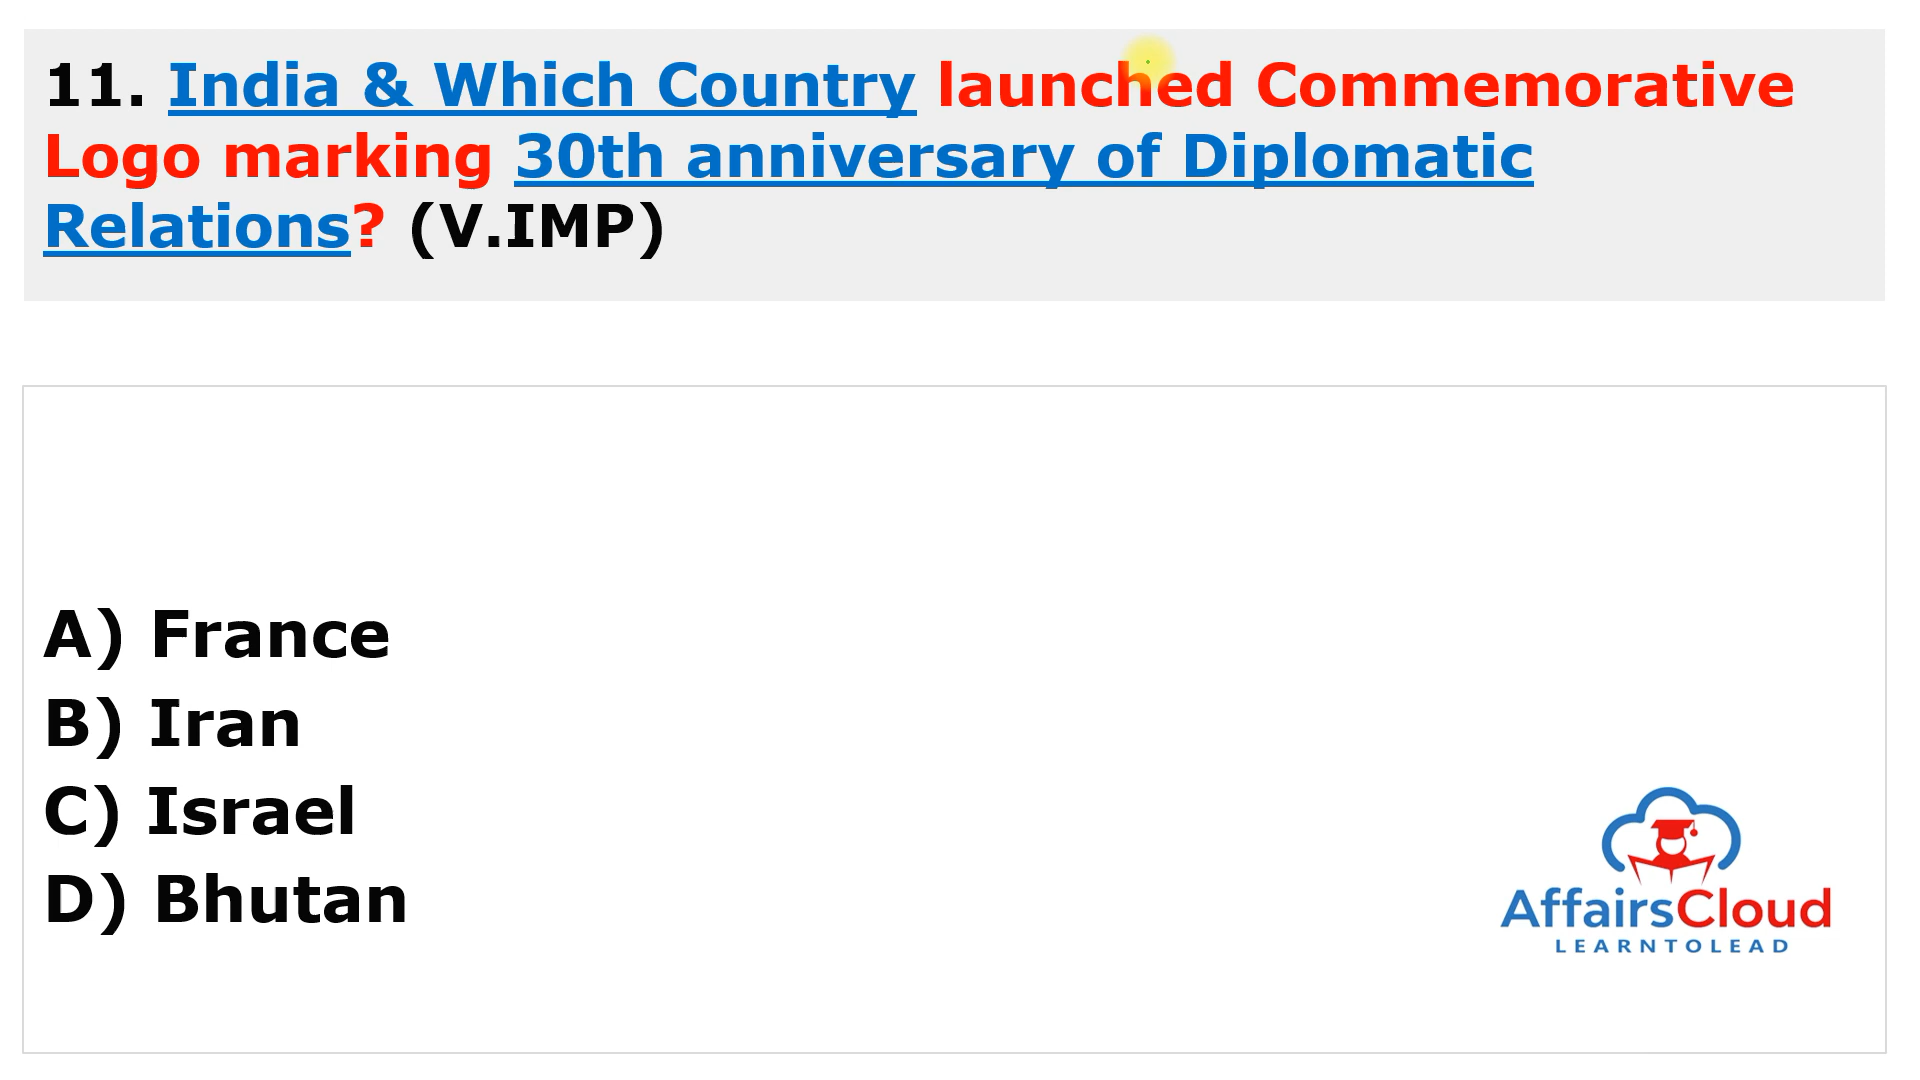 11. India & Which Country launched Commemorative
Logo marking 30th anniversary of Diplomatic
Relations? (V.IMP)
A) France
B) Iran
C) Israel
D) Bhutan
AffairsCloud
LEARNTOLEAD